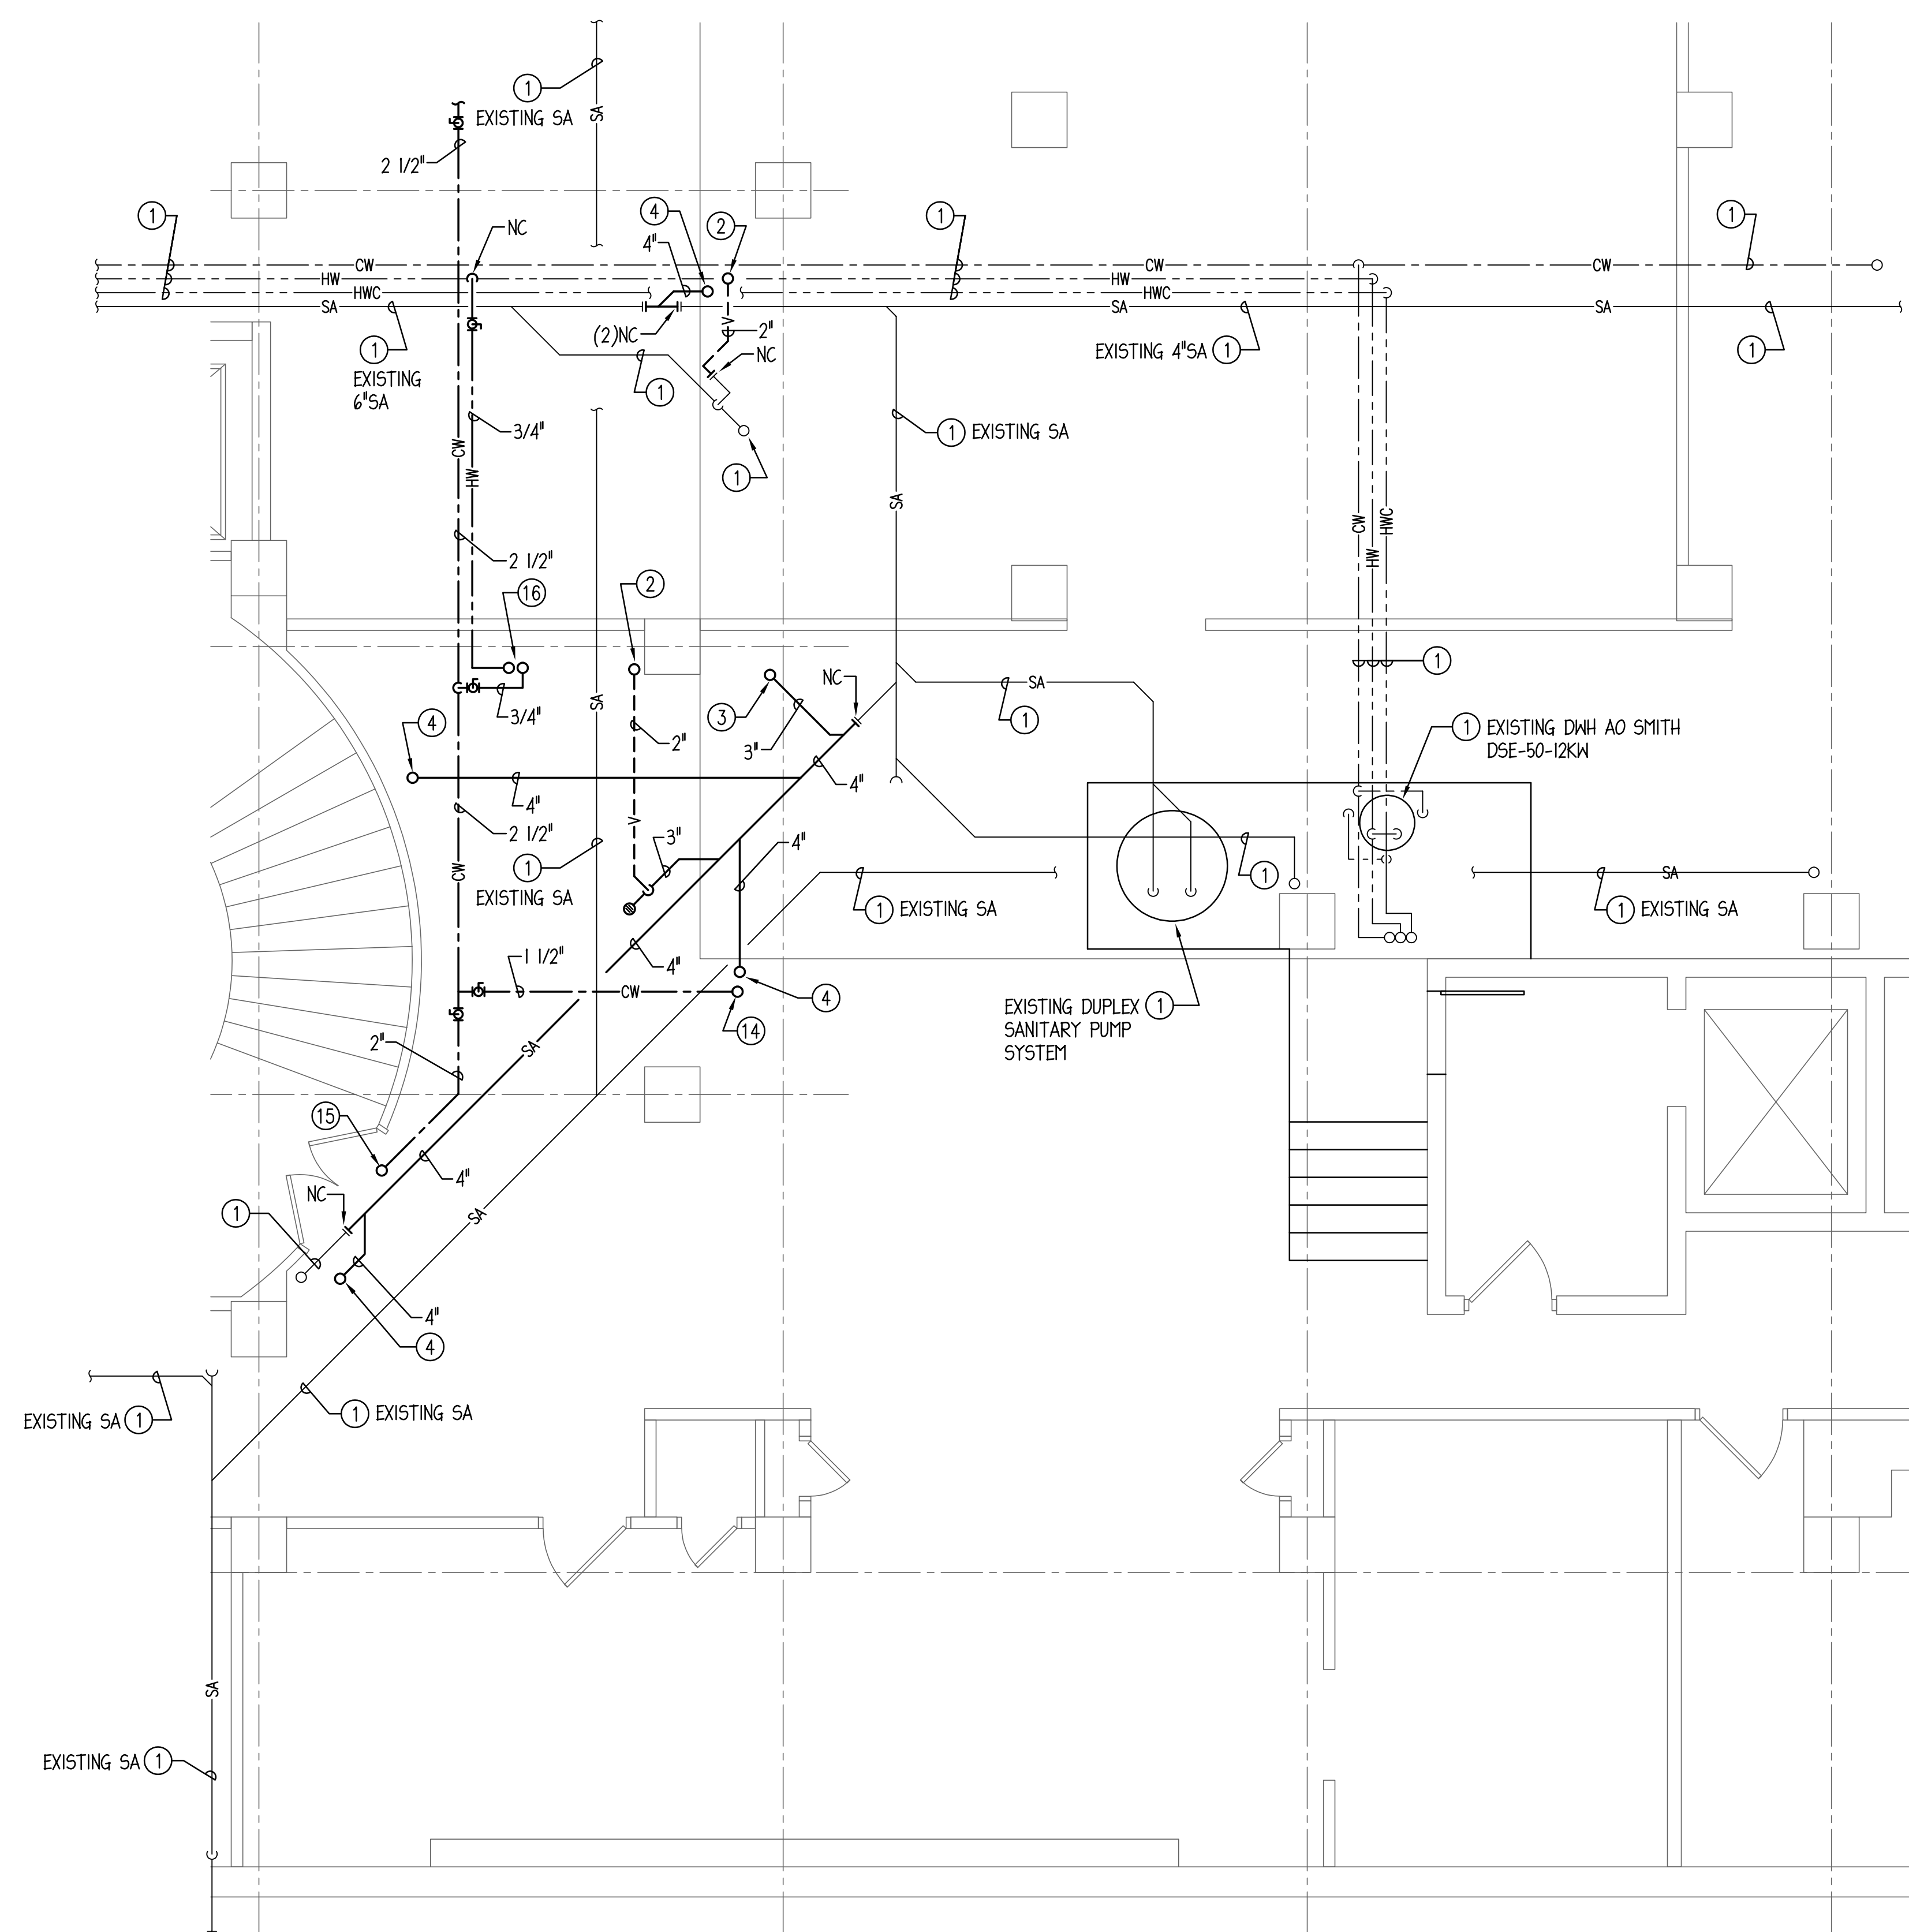 1
EXISTING SA
SA
2 1/2"
1
NC
4
4"
2
1
1
CW
CW
CW
HW
HW
HWC
HWC
SA
SA
SA
(2)NC
V
2"
NC
1
EXISTING
6"SA
1
EXISTING 4"SA 1
1
3/4"
CW
HW
1
1 EXISTING SA
SA
CW
HWC
HW
2 1/2"
16
2
3/4"
4
SA
2"
3
3"
NC
SA
1
1
1 EXISTING DWH AO SMITH
DSE-50-12KW
4"
4"
2 1/2"
V
3"
4"
1
EXISTING SA
CW
1
1 EXISTING SA
SA
1 EXISTING SA
1 1/2"
4"
CW
4
14
EXISTING DUPLEX 1
SANITARY PUMP
SYSTEM
2"
SA
15
4"
NC
1
SA
4"
4
EXISTING SA 1
1 EXISTING SA
SA
EXISTING SA 1